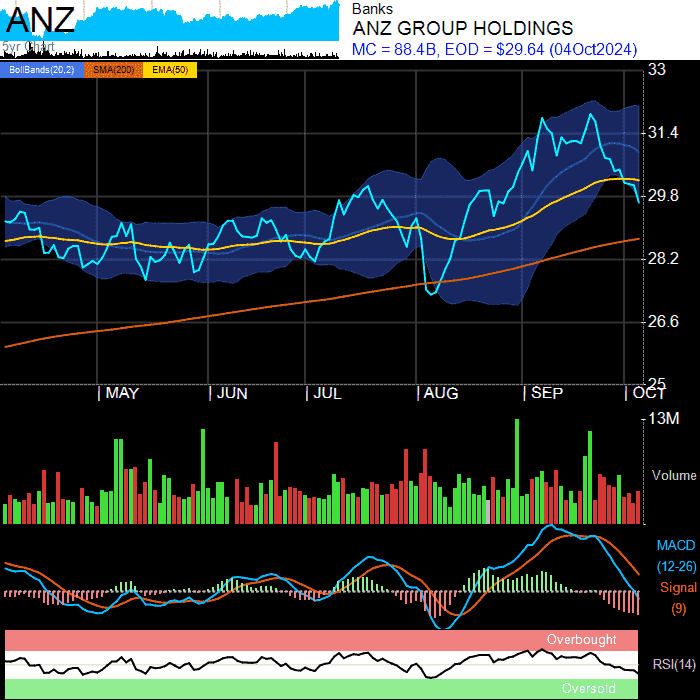 ANZ
5yr Chart
Banks
ANZ GROUP HOLDINGS
MC = 88.4B, EOD = $29.64 (04Oct2024)
BollBands(20,2) SMA(200) EMA(50)
33
31.4
29.8
28.2
26.6
25
MAY JUN JUL AUG SEP OCT
13M
Volume
MACD
(12-26)
Signal
(9)
Overbought
RSI(14)
Oversold